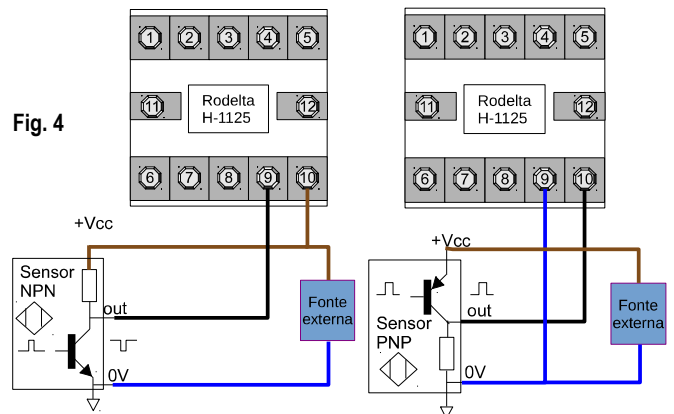 1 2 3 4 5
11 Rodelta H-1125 12
Fig. 4
6 7 8 9 10
+Vcc
Sensor
NPN
out
0V
Fonte
externa
1 2 3 4 5
11 Rodelta H-1125 12
6 7 8 9 10
+Vcc
out
Sensor
PNP
0V
Fonte
externa